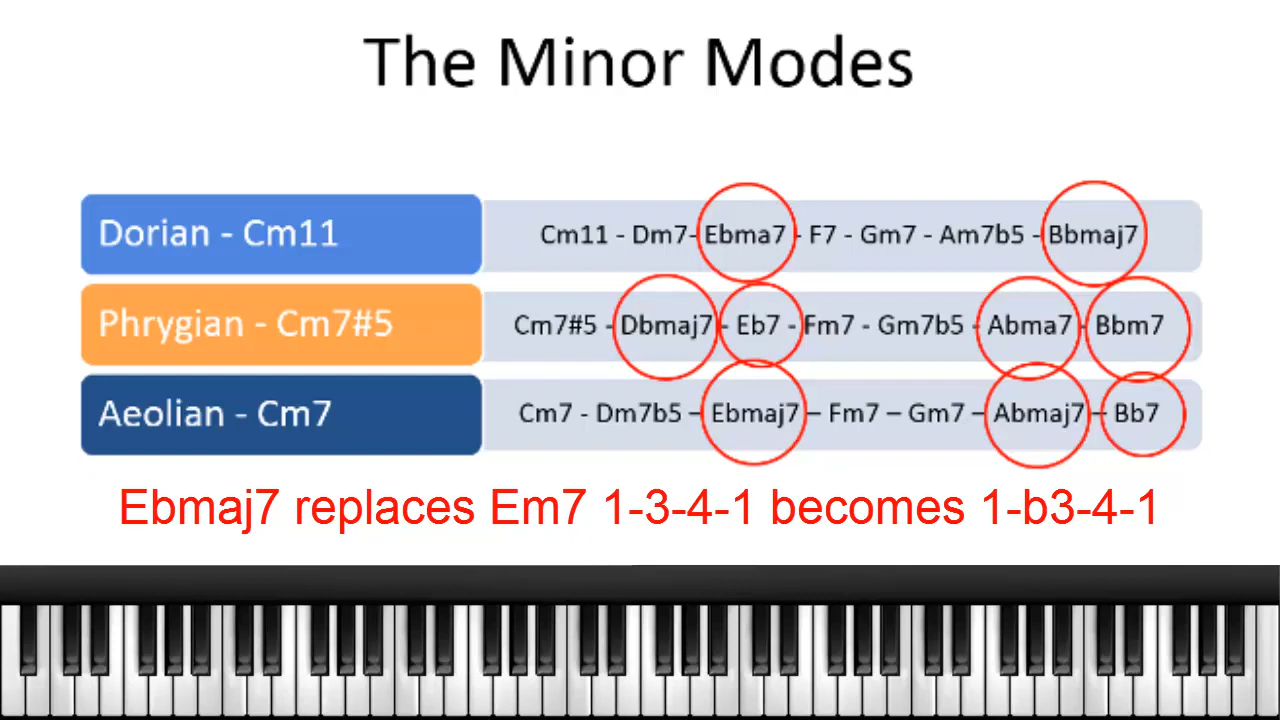 The Minor Modes
Dorian - Cm11
Cm11 - Dm7- Ebma7 - F7 - Gm7 - Am7b5 - Bbmaj7
Phrygian - Cm7#5
Cm7#5 - Dbmaj7 - Eb7 - Fm7 - Gm7b5 - Abma7 - Bbm7
Aeolian - Cm7
Cm7 - Dm7b5 – Ebmaj7 – Fm7 – Gm7 – Abmaj7 – Bb7
Ebmaj7 replaces Em7 1-3-4-1 becomes 1-b3-4-1